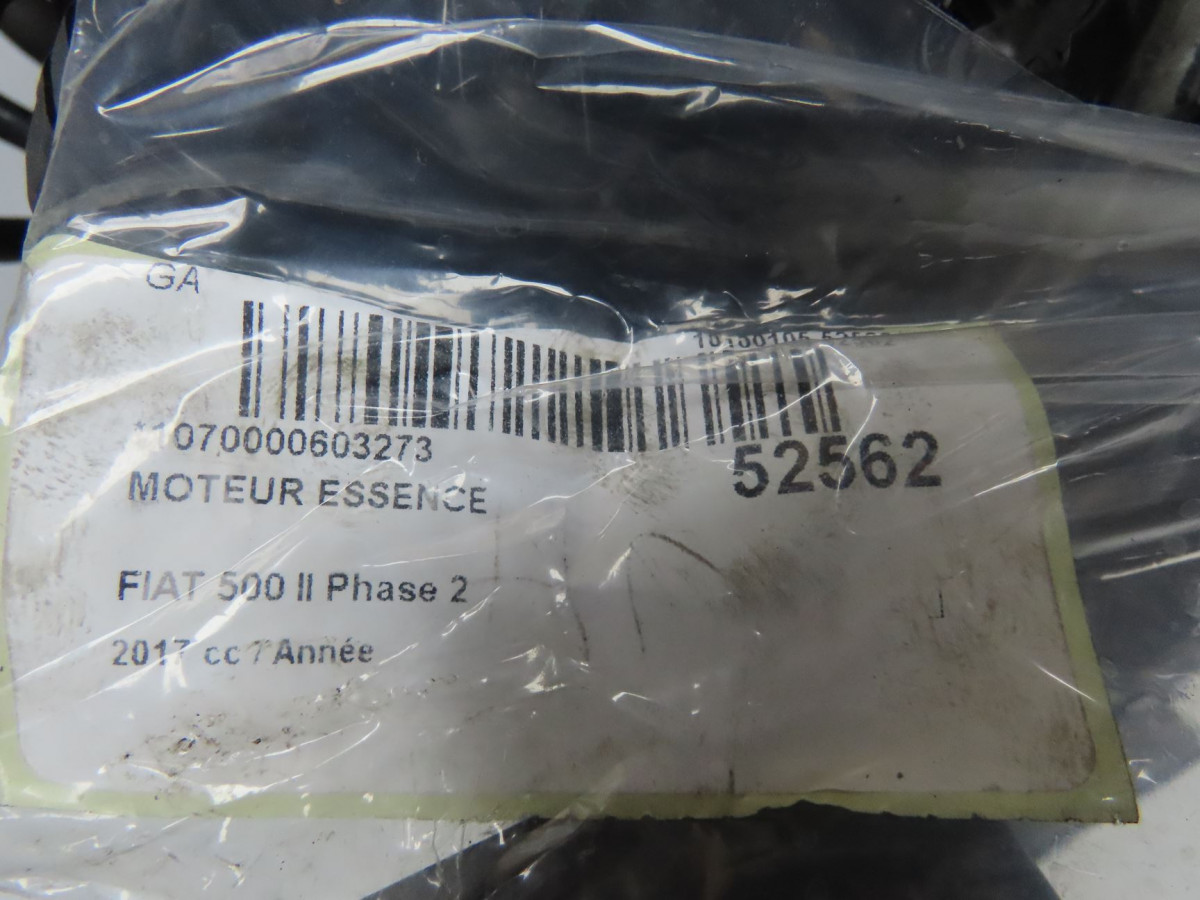 GA
*1070000603273
52562
MOTEUR ESSENCE
FIAT 500 II Phase 2
2017 cc / Année